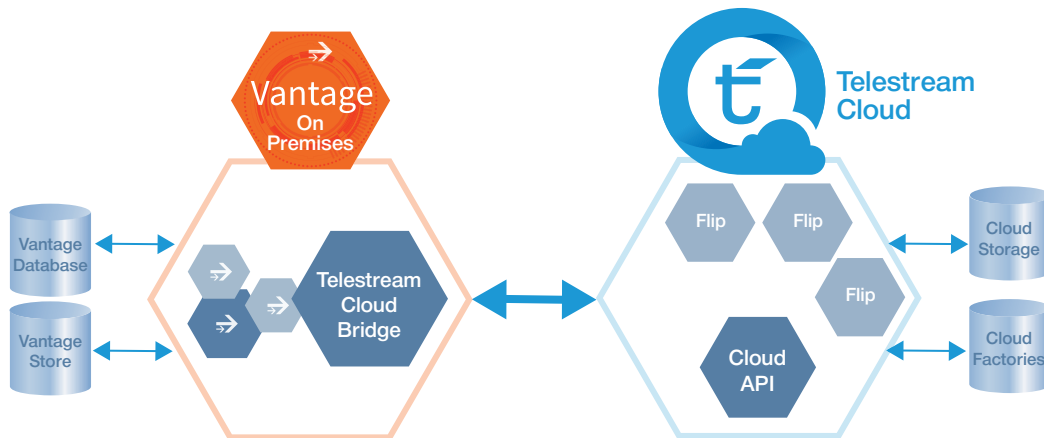 Vantage
On
Premises
Telestream
Cloud
Vantage
Database
Vantage
Store
Telestream
Cloud
Bridge
Flip
Flip
Flip
Cloud
API
Cloud
Storage
Cloud
Factories